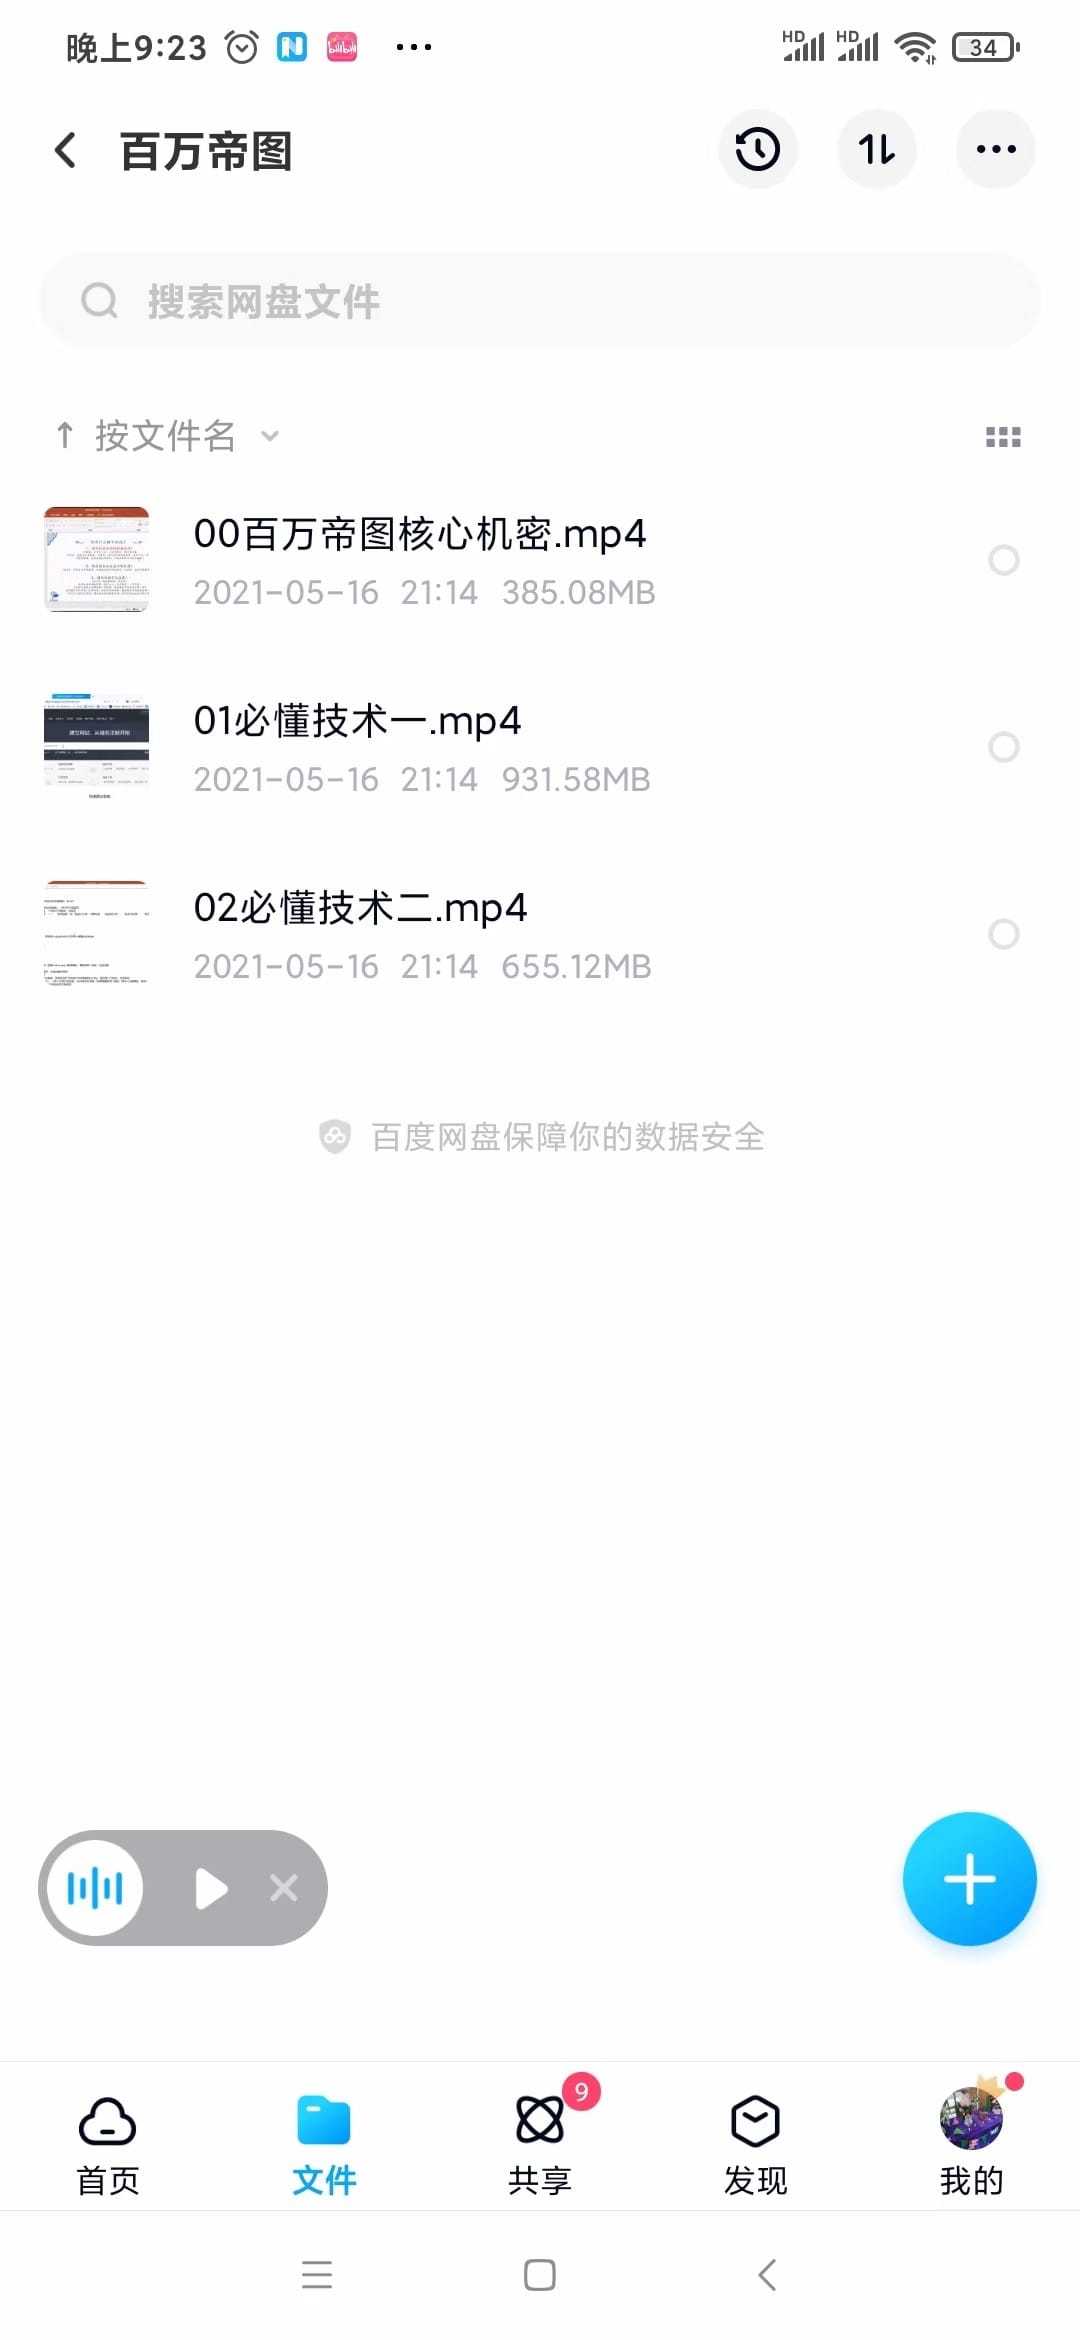 晚上9:23
HD HD 34
百万帝图
搜索网盘文件
按文件名
00百万帝图核心机密.mp4
2021-05-16 21:14 385.08MB
01必懂技术一.mp4
2021-05-16 21:14 931.58MB
02必懂技术二.mp4
2021-05-16 21:14 655.12MB
百度网盘保障你的数据安全
9
首页
文件
共享
发现
我的